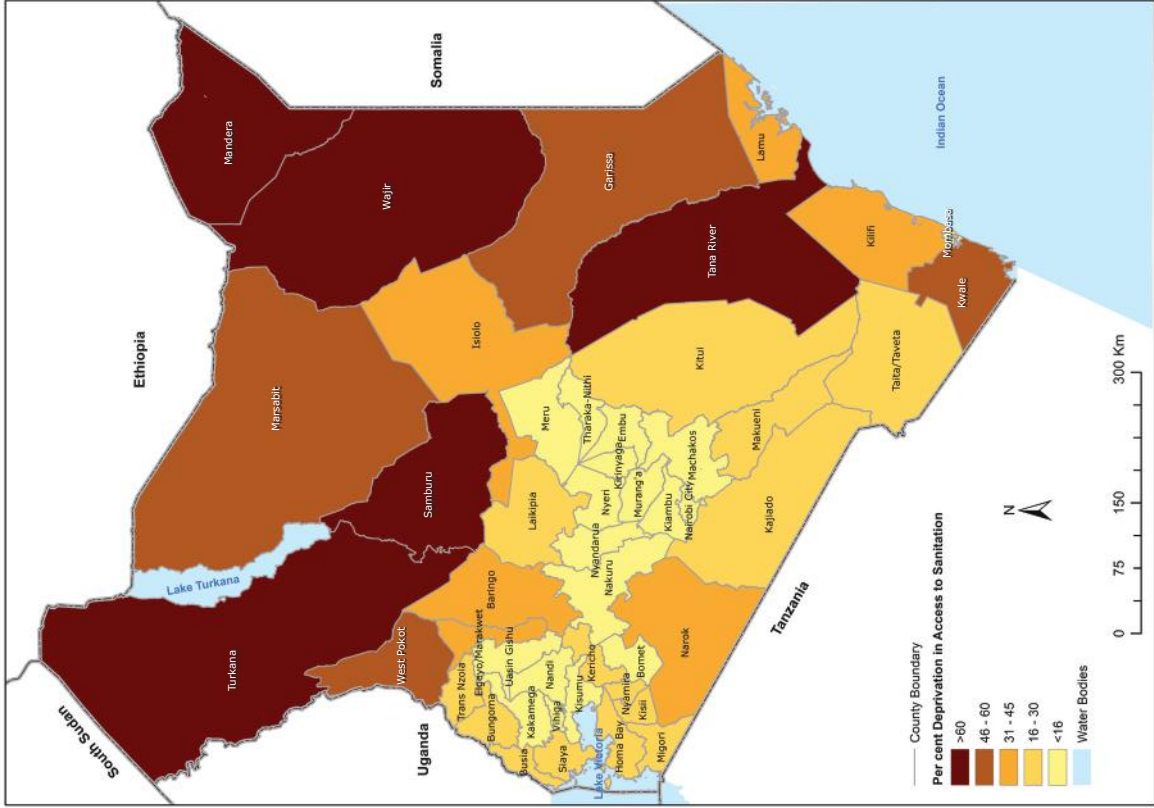 South Sudan
Ethiopia
Somalia
Uganda
Tanzania
Indian Ocean
Lake Turkana
Lake Victoria
Mandera
Wajir
Marsabit
Turkana
Samburu
Isiolo
Garissa
West Pokot
Baringo
Laikipia
Meru
Tharaka-Nithi
Trans Nzoia
Elgeyo/Marakwet
Uasin Gishu
Bungoma
Kakamega
Nandi
Busia
Vihiga
Siaya
Kisumu
Kericho
Nakuru
Nyandarua
Nyeri
Kirinyaga
Embu
Murang'a
Kiambu
Nairobi City
Machakos
Kitui
Tana River
Lamu
Homa Bay
Nyamira
Kisii
Bomet
Migori
Narok
Kajiado
Makueni
Taita/Taveta
Kilifi
Mombasa
Kwale
N
0 75 150 300 Km
County Boundary
Per cent Deprivation in Access to Sanitation
>60
46 - 60
31 - 45
16 - 30
<16
Water Bodies